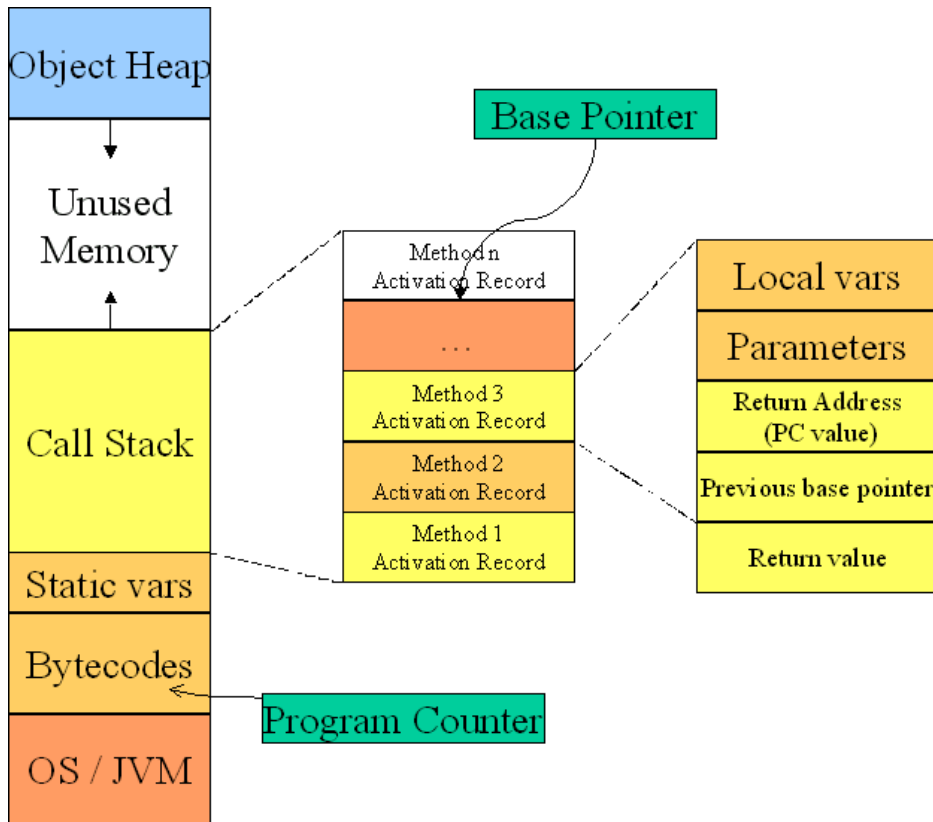 Object Heap
Unused
Memory
Call Stack
Static vars
Bytecodes
OS / JVM
Base Pointer
Program Counter
Method n
Activation Record
. . .
Method 3
Activation Record
Method 2
Activation Record
Method 1
Activation Record
Local vars
Parameters
Return Address
(PC value)
Previous base pointer
Return value